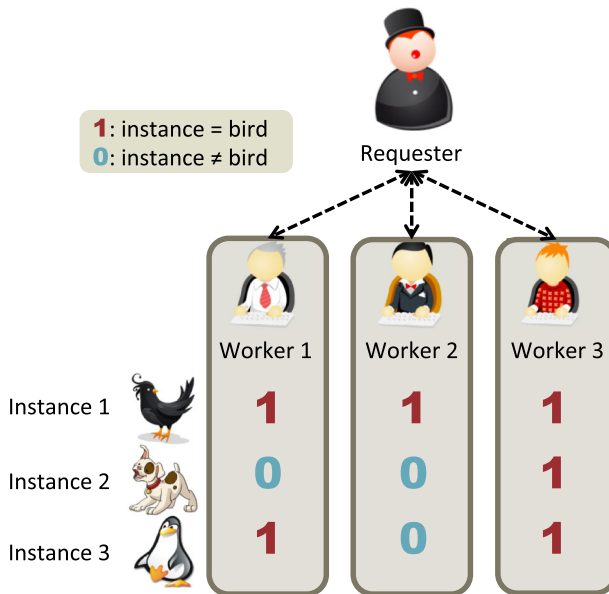 1: instance = bird
0: instance ≠ bird
Requester
Worker 1 Worker 2 Worker 3
Instance 1 1 1 1
Instance 2 0 0 1
Instance 3 1 0 1